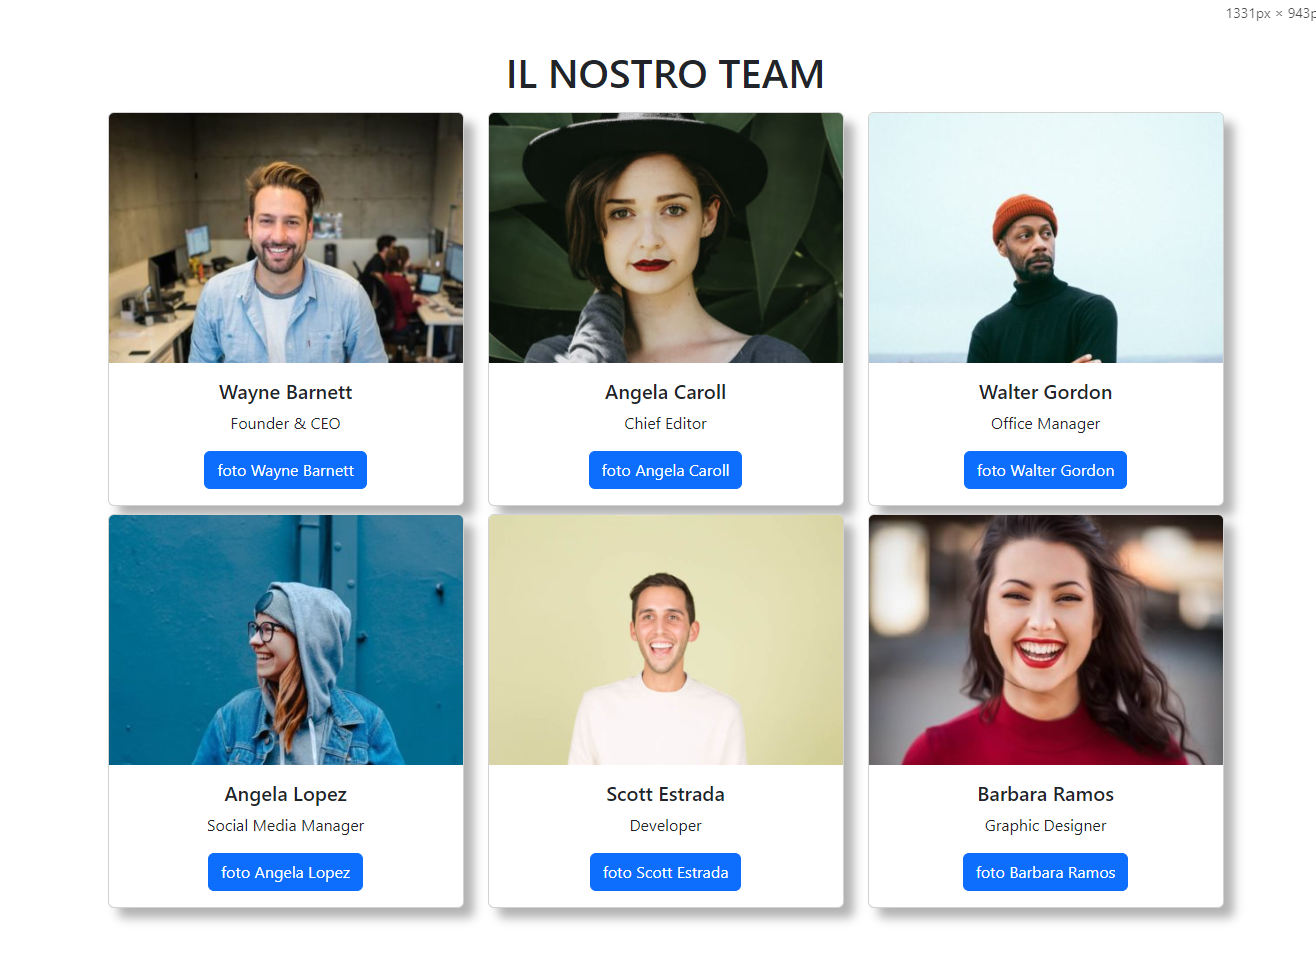 1331px × 943p
IL NOSTRO TEAM
Wayne Barnett
Founder & CEO
foto Wayne Barnett
Angela Caroll
Chief Editor
foto Angela Caroll
Walter Gordon
Office Manager
foto Walter Gordon
Angela Lopez
Social Media Manager
foto Angela Lopez
Scott Estrada
Developer
foto Scott Estrada
Barbara Ramos
Graphic Designer
foto Barbara Ramos